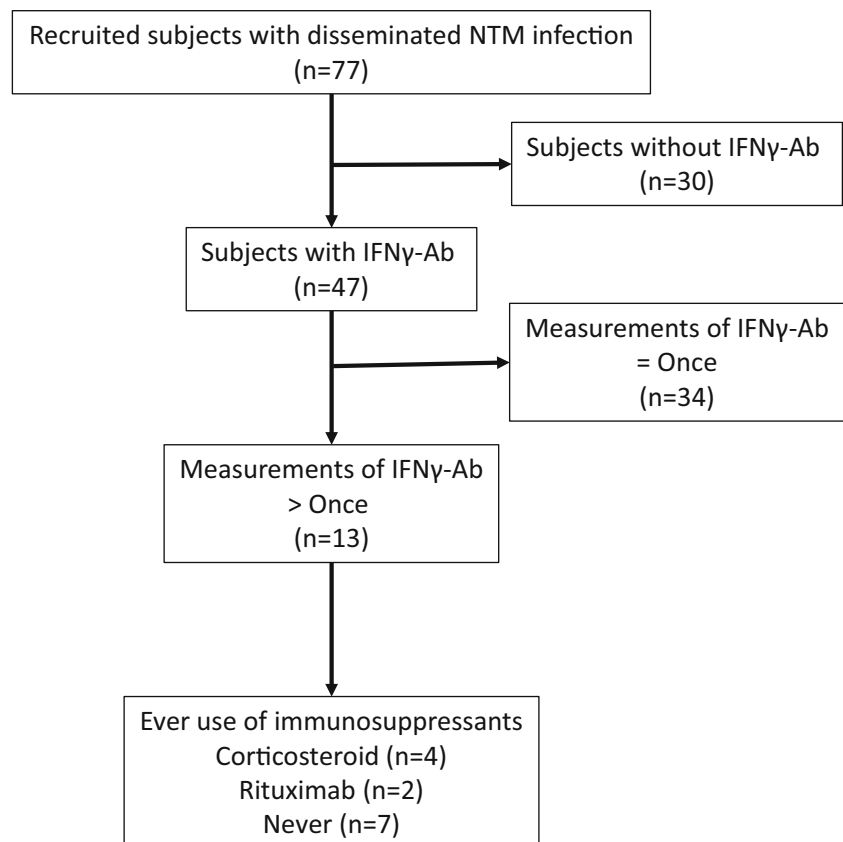 Recruited subjects with disseminated NTM infection
(n=77)
Subjects without IFNγ-Ab
(n=30)
Subjects with IFNγ-Ab
(n=47)
Measurements of IFNγ-Ab
= Once
(n=34)
Measurements of IFNγ-Ab
> Once
(n=13)
Ever use of immunosuppressants
Corticosteroid (n=4)
Rituximab (n=2)
Never (n=7)